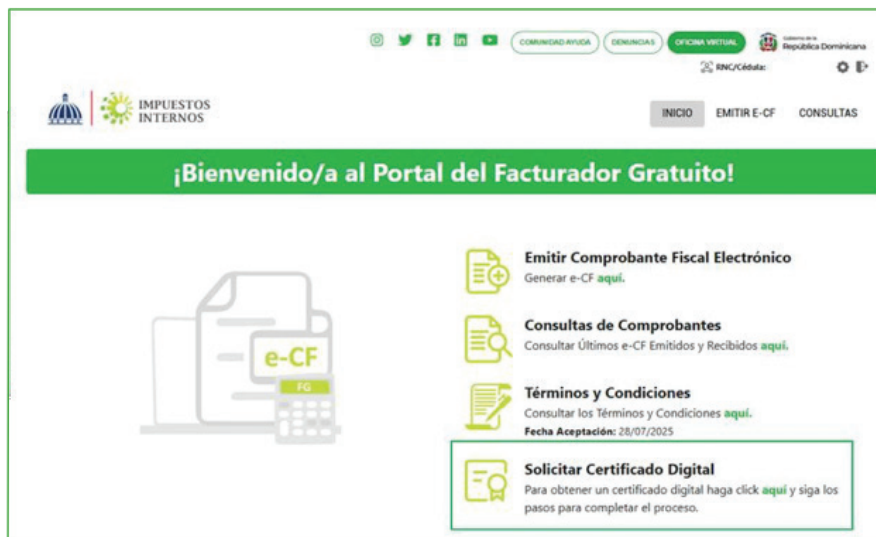 COMUNIDAD AYUDA
DENUNCIAS
OFICINA VIRTUAL
Gobierno de la
República Dominicana
RNC/Cédula:
IMPUESTOS
INTERNOS
INICIO
EMITIR E-CF
CONSULTAS
¡Bienvenido/a al Portal del Facturador Gratuito!
e-CF
FG
Emitir Comprobante Fiscal Electrónico
Generar e-CF aquí.
Consultas de Comprobantes
Consultar Últimos e-CF Emitidos y Recibidos aquí.
Términos y Condiciones
Consultar los Términos y Condiciones aquí.
Fecha Aceptación: 28/07/2025
Solicitar Certificado Digital
Para obtener un certificado digital haga click aquí y siga los
pasos para completar el proceso.